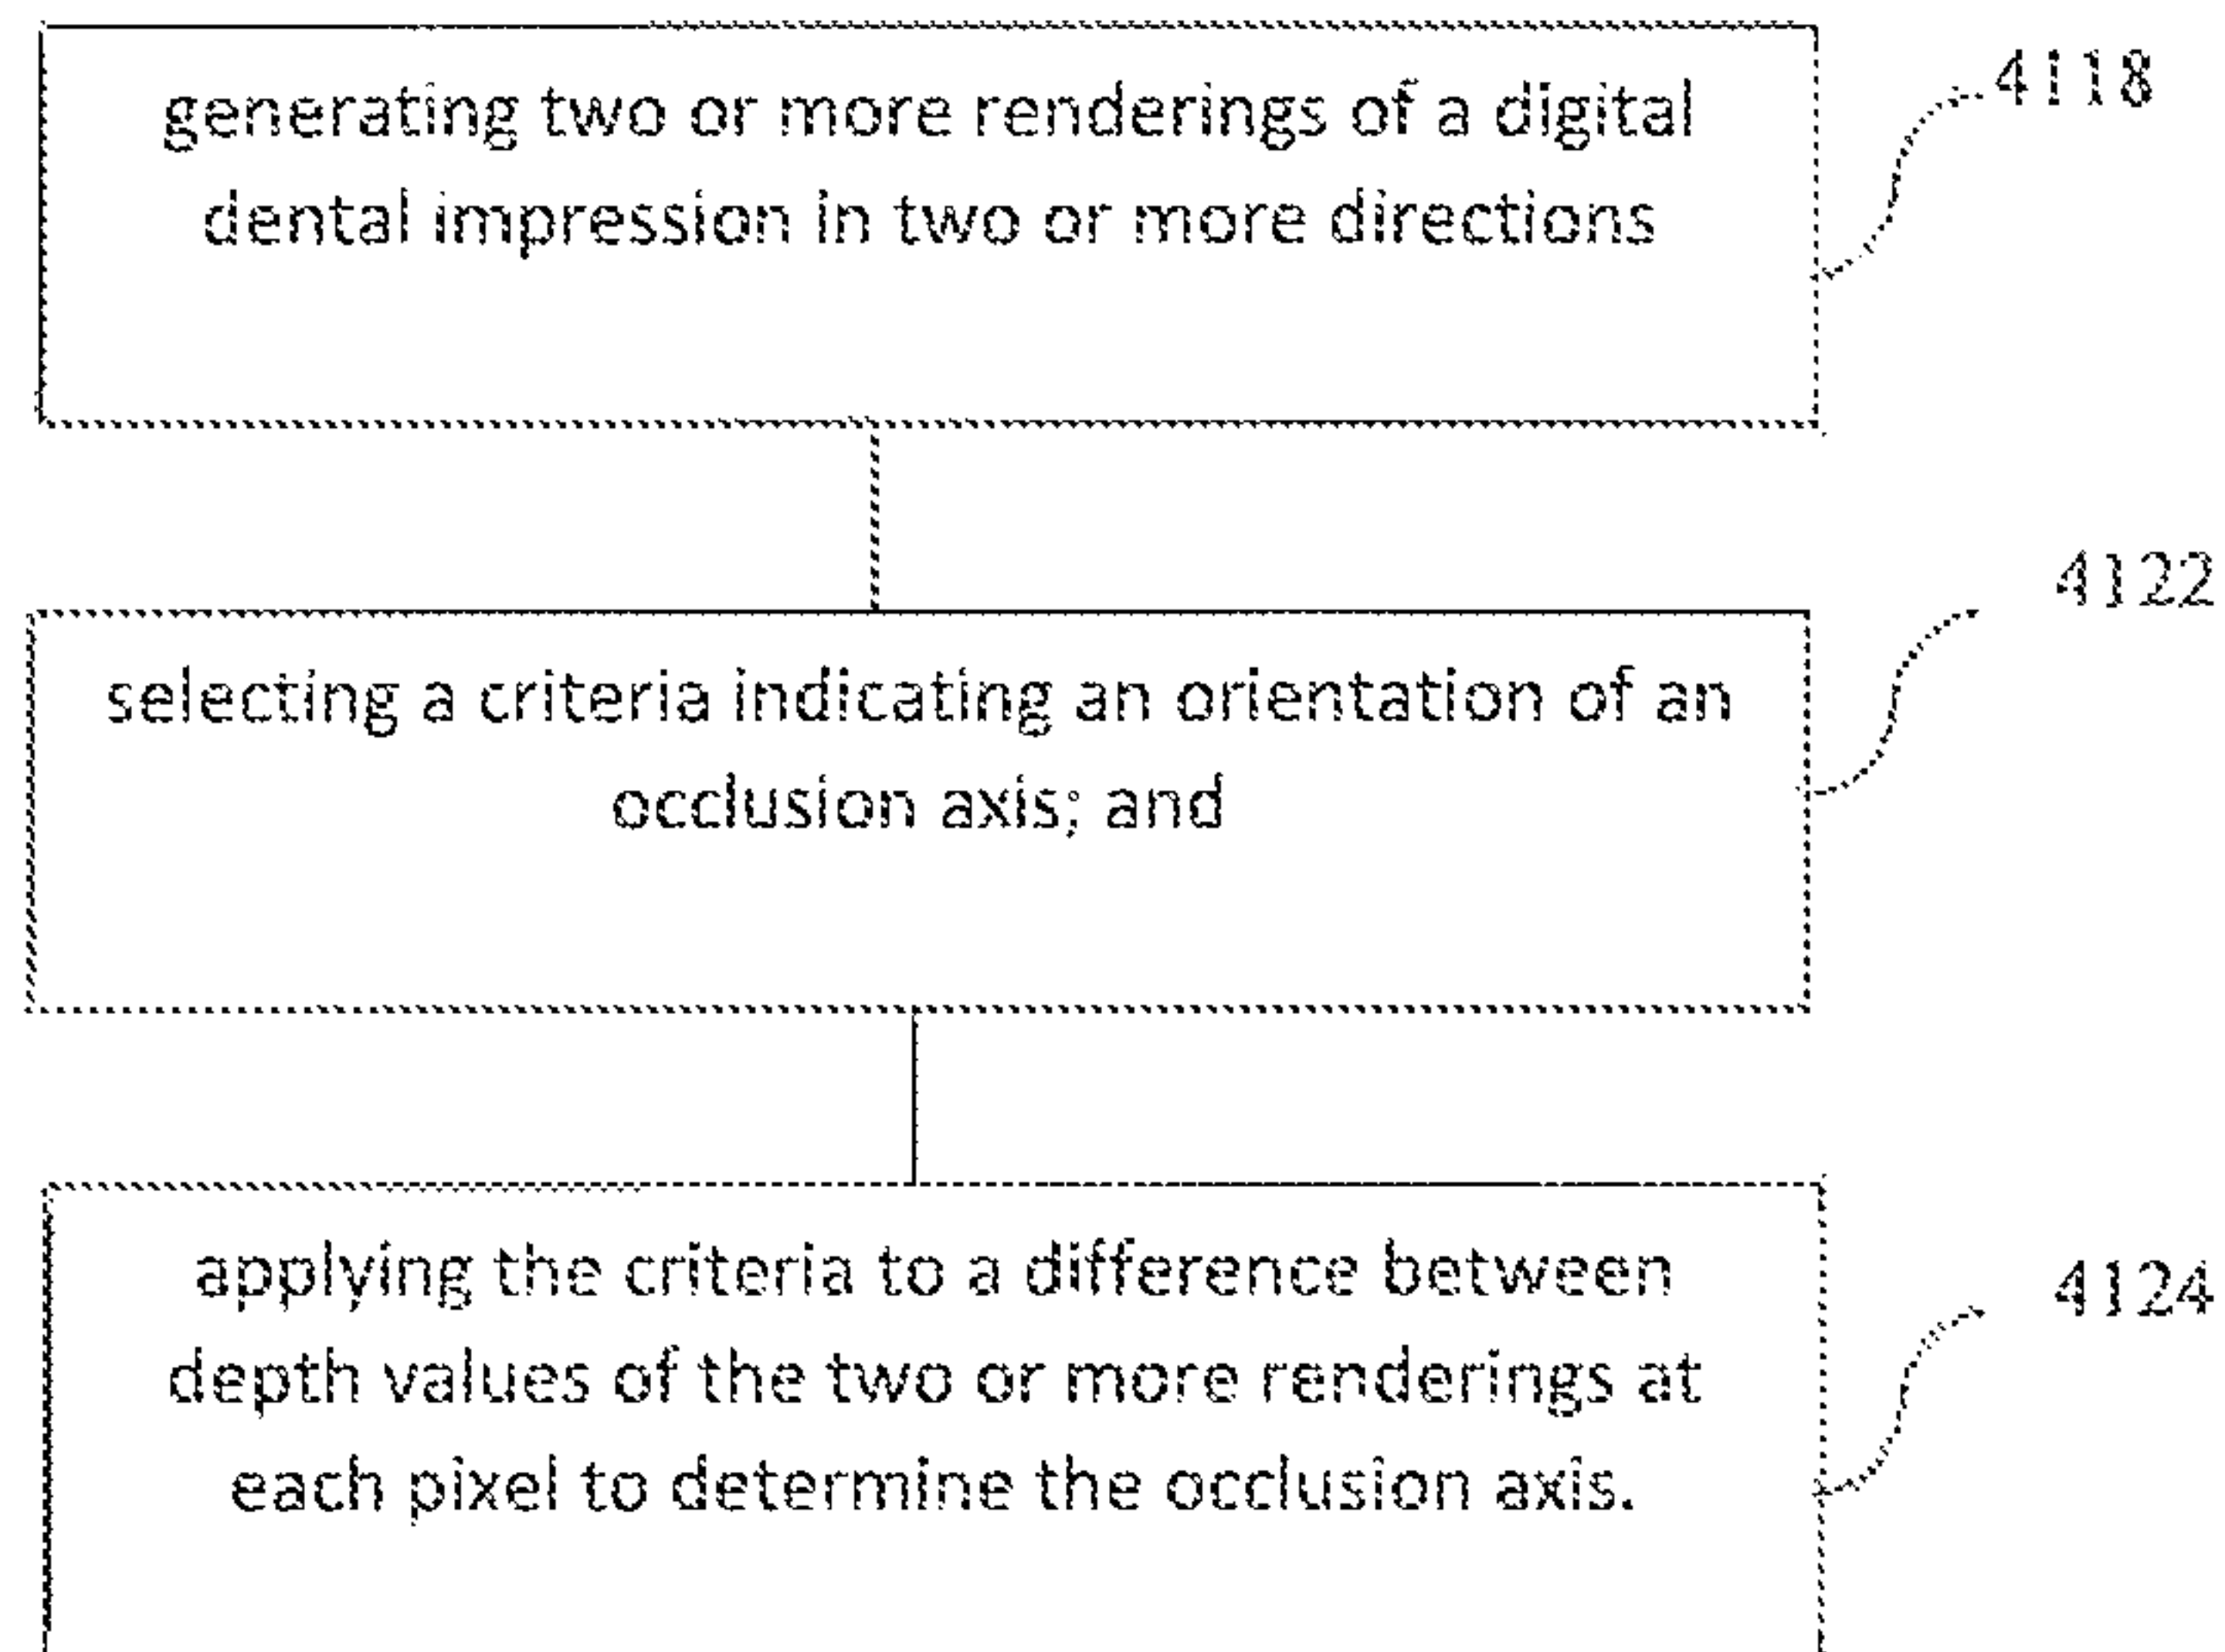 generating two or more renderings of a digital
dental impression in two or more directions
4118
selecting a criteria indicating an orientation of an
occlusion axis; and
4122
applying the criteria to a difference between
depth values of the two or more renderings at
each pixel to determine the occlusion axis.
4124